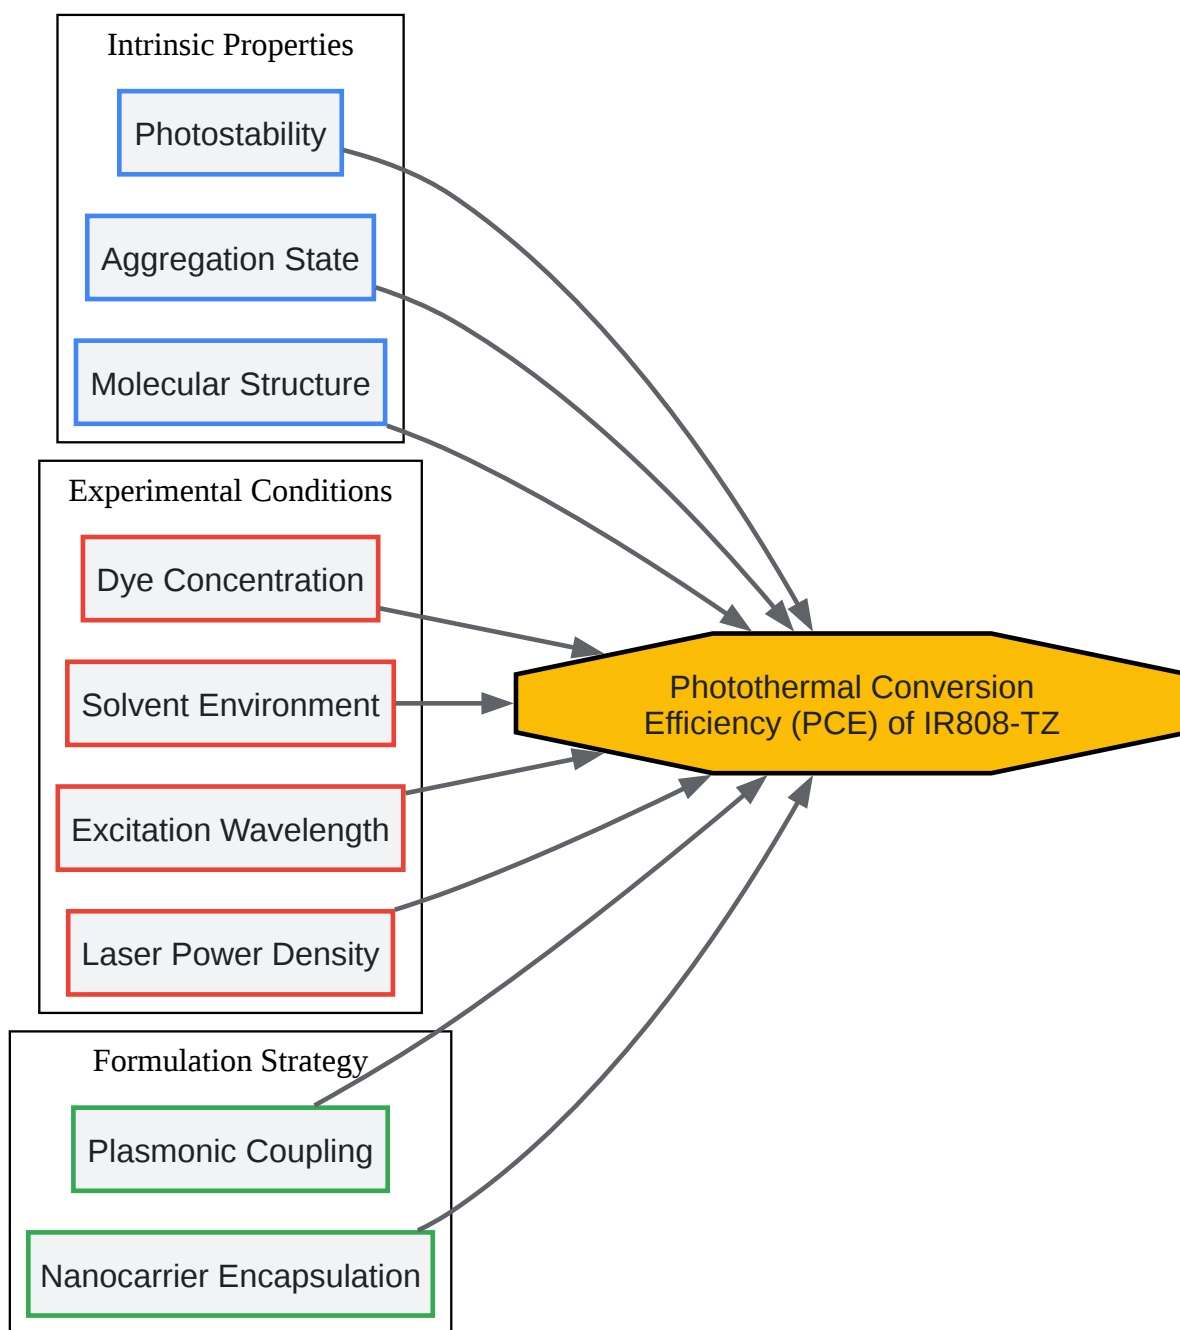 Intrinsic Properties
Photostability
Aggregation State
Molecular Structure
Experimental Conditions
Dye Concentration
Solvent Environment
Excitation Wavelength
Laser Power Density
Formulation Strategy
Plasmonic Coupling
Nanocarrier Encapsulation
Photothermal Conversion
Efficiency (PCE) of IR808-TZ